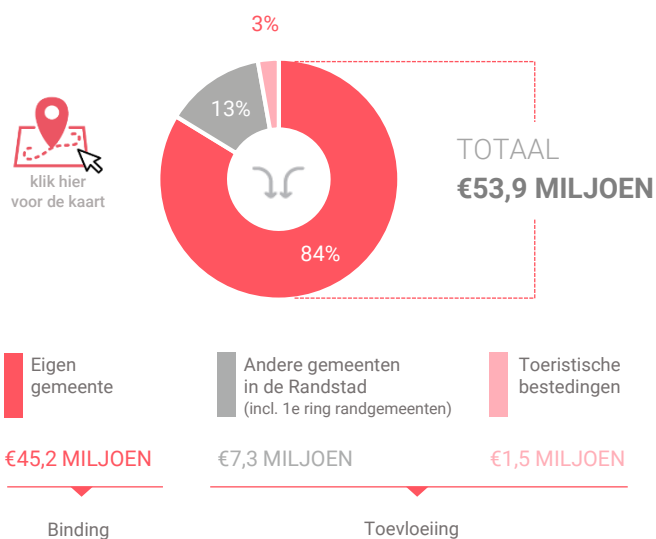 3%
13%
84%
klik hier
voor de kaart
TOTAAL
€53,9 MILJOEN
Eigen
gemeente
Andere gemeenten
in de Randstad
(incl. 1e ring randgemeenten)
Toeristische
bestedingen
€45,2 MILJOEN
€7,3 MILJOEN
€1,5 MILJOEN
Binding
Toevloeiing